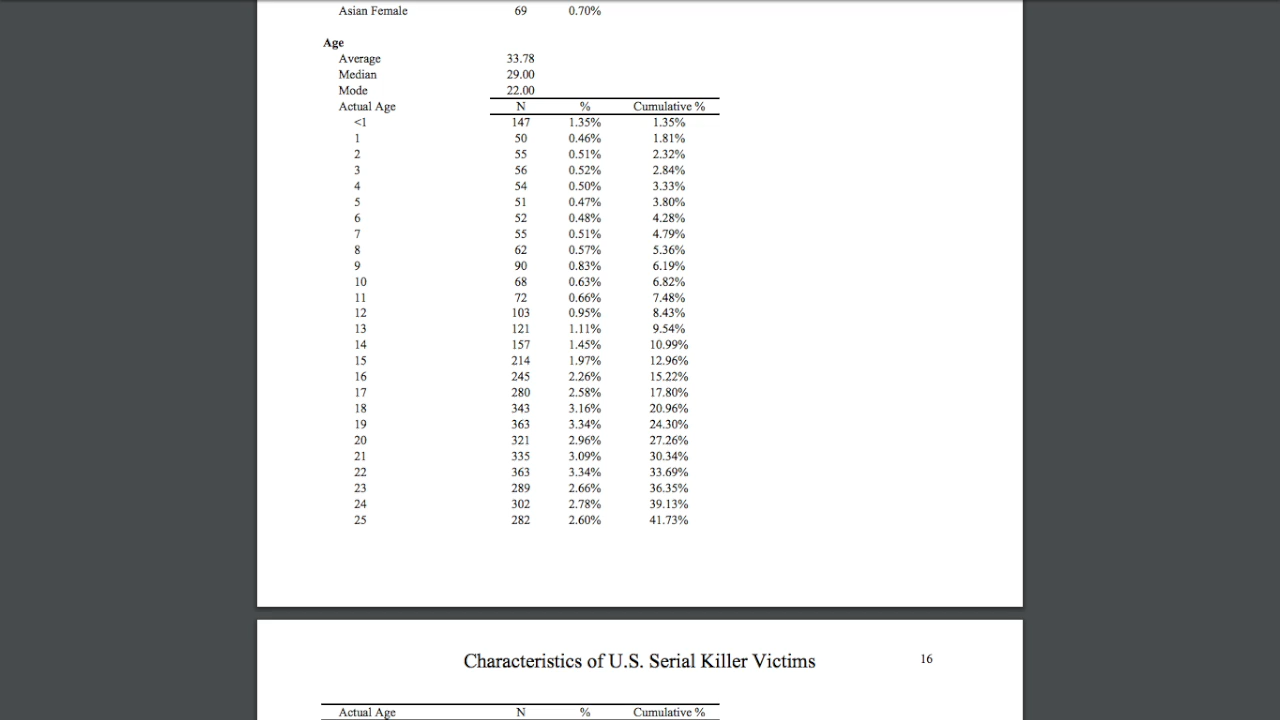 Asian Female 69 0.70%
Age
Average 33.78
Median 29.00
Mode 22.00
Actual Age N % Cumulative %
<1 147 1.35% 1.35%
1 50 0.46% 1.81%
2 55 0.51% 2.32%
3 56 0.52% 2.84%
4 54 0.50% 3.33%
5 51 0.47% 3.80%
6 52 0.48% 4.28%
7 55 0.51% 4.79%
8 62 0.57% 5.36%
9 90 0.83% 6.19%
10 68 0.63% 6.82%
11 72 0.66% 7.48%
12 103 0.95% 8.43%
13 121 1.11% 9.54%
14 157 1.45% 10.99%
15 214 1.97% 12.96%
16 245 2.26% 15.22%
17 280 2.58% 17.80%
18 343 3.16% 20.96%
19 363 3.34% 24.30%
20 321 2.96% 27.26%
21 335 3.09% 30.34%
22 363 3.34% 33.69%
23 289 2.66% 36.35%
24 302 2.78% 39.13%
25 282 2.60% 41.73%
Characteristics of U.S. Serial Killer Victims 16
Actual Age N % Cumulative %